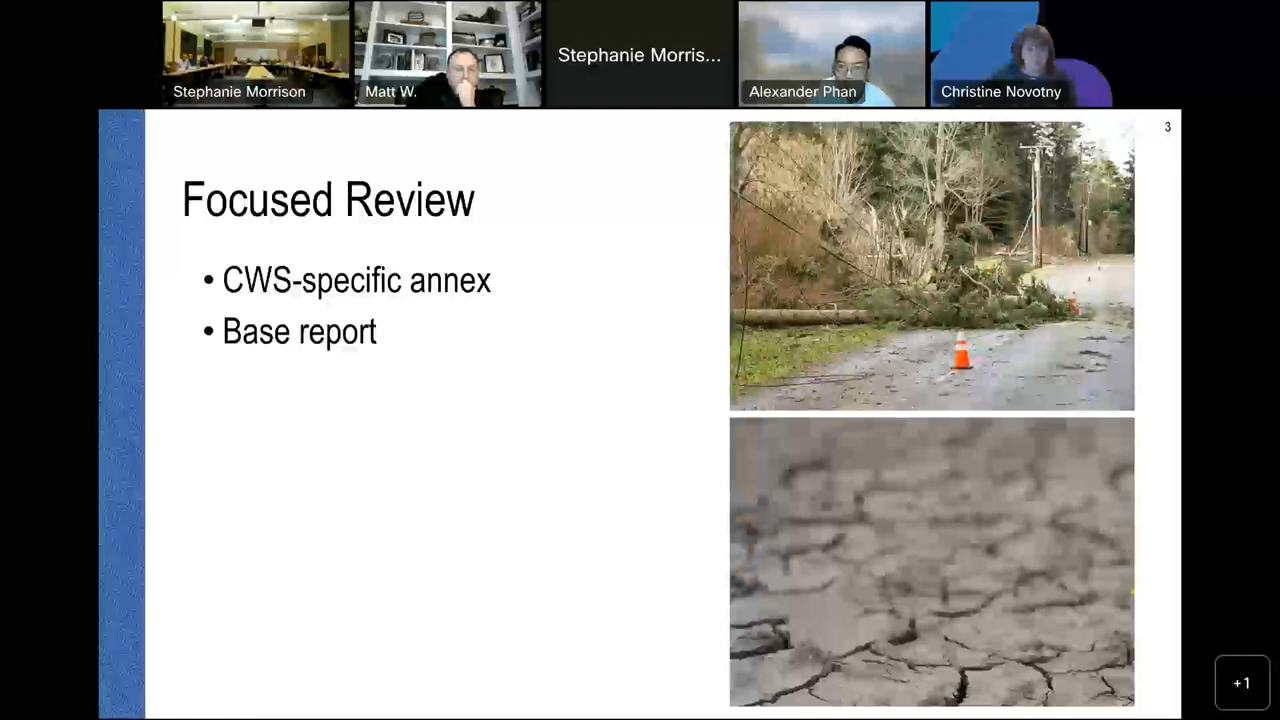 Stephanie Morris...
Stephanie Morrison
Matt W.
Alexander Phan
Christine Novotny
3
Focused Review
• CWS-specific annex
• Base report
+1